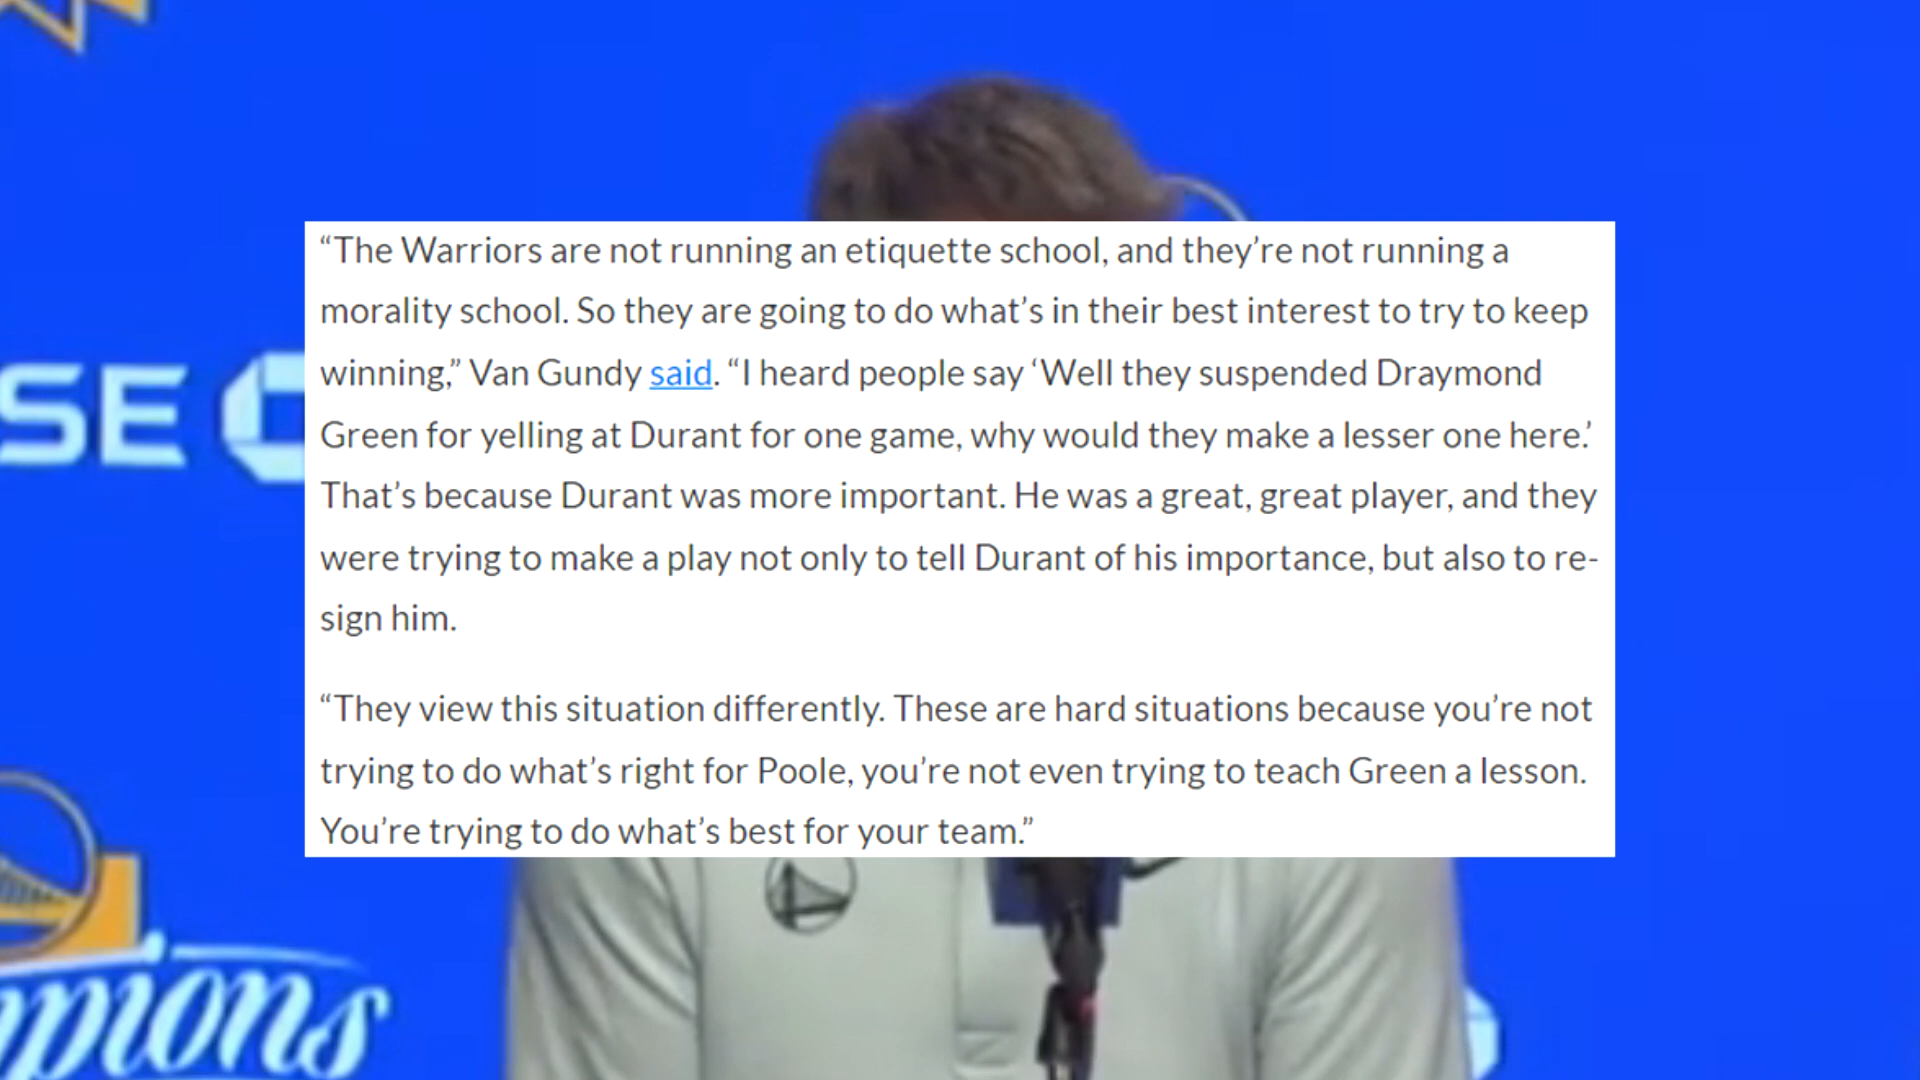 “The Warriors are not running an etiquette school, and they’re not running a
morality school. So they are going to do what’s in their best interest to try to keep
winning,” Van Gundy said. “I heard people say ‘Well they suspended Draymond
Green for yelling at Durant for one game, why would they make a lesser one here.’
That’s because Durant was more important. He was a great, great player, and they
were trying to make a play not only to tell Durant of his importance, but also to re-
sign him.
“They view this situation differently. These are hard situations because you’re not
trying to do what’s right for Poole, you’re not even trying to teach Green a lesson.
You’re trying to do what’s best for your team.”
SE
pions